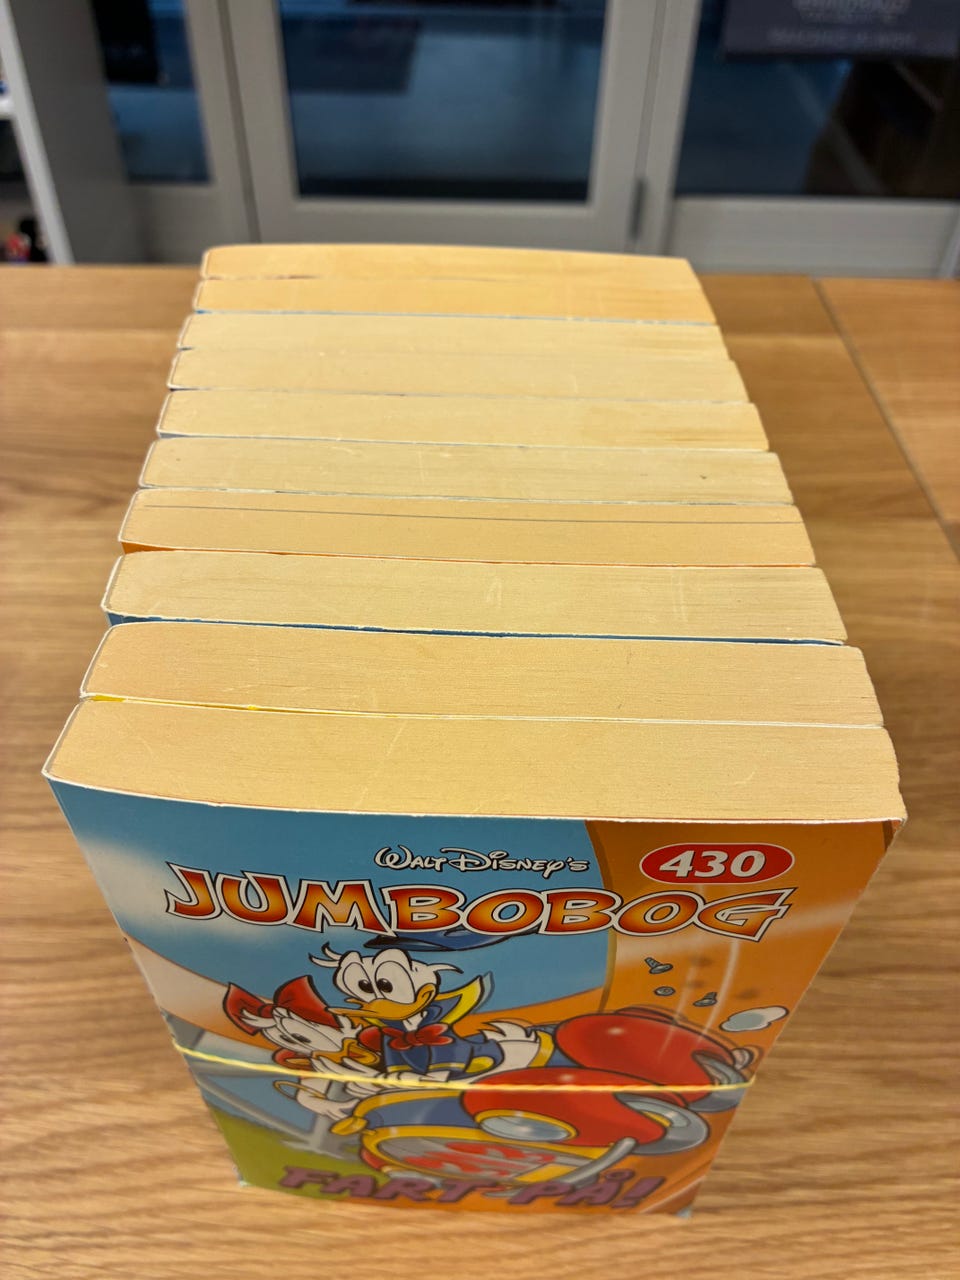 WALT DISNEY'S
430
JUMBOBOG
FART PÅ!